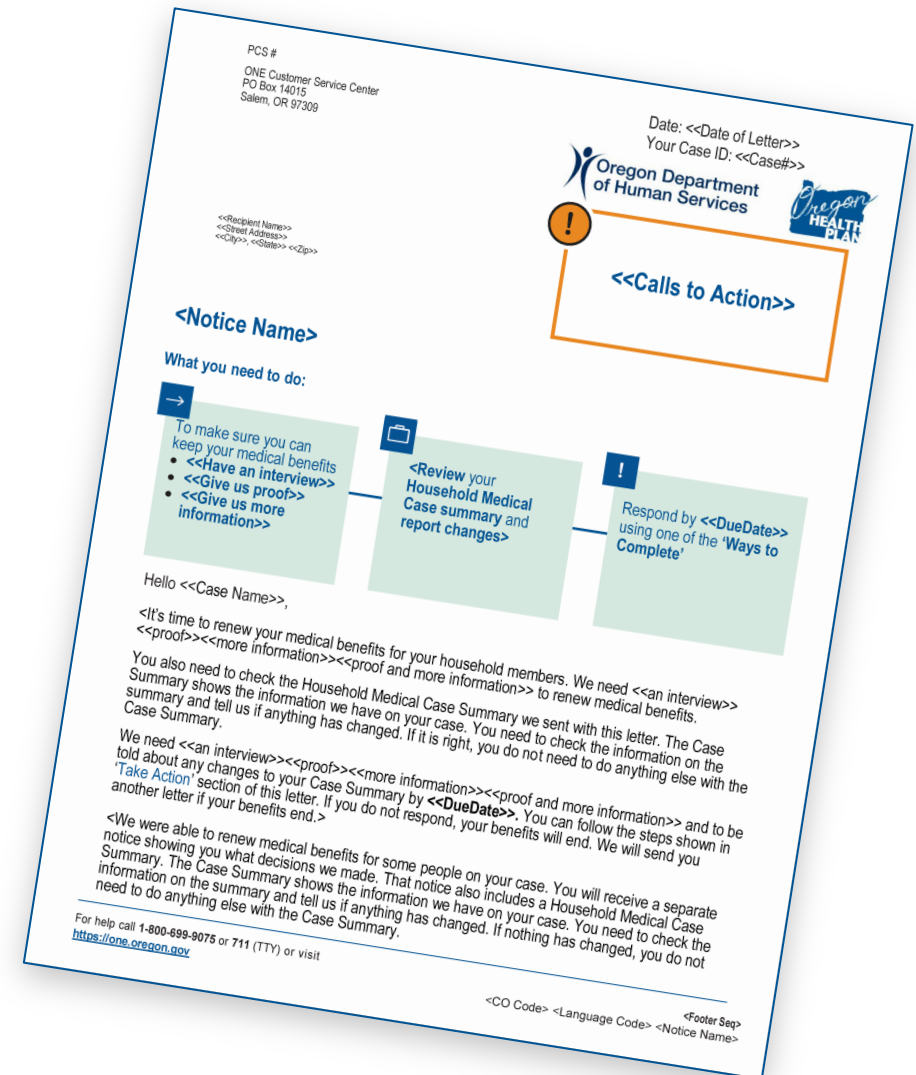 PCS #
ONE Customer Service Center
PO Box 14015
Salem, OR 97309
Date: <<Date of Letter>>
Your Case ID: <<Case#>>
Oregon Department
of Human Services
Oregon
HEALTH
PLAN
<<Recipient Name>>
<<Street Address>>
<<City>>, <<State>> <<Zip>>
!
<<Calls to Action>>
<Notice Name>
What you need to do:
To make sure you can
keep your medical benefits
• <<Have an interview>>
• <<Give us proof>>
• <<Give us more
information>>
<Review your
Household Medical
Case summary and
report changes>
!
Respond by <<DueDate>>
using one of the ‘Ways to
Complete’
Hello <<Case Name>>,
<It’s time to renew your medical benefits for your household members. We need <<an interview>>
<<proof>><<more information>><<proof and more information>> to renew medical benefits.
You also need to check the Household Medical Case Summary we sent with this letter. The Case
Summary shows the information we have on your case. You need to check the information on the
summary and tell us if anything has changed. If it is right, you do not need to do anything else with the
Case Summary.
We need <<an interview>><<proof>><<more information>><<proof and more information>> and to be
told about any changes to your Case Summary by <<DueDate>>. You can follow the steps shown in
‘Take Action’ section of this letter. If you do not respond, your benefits will end. We will send you
another letter if your benefits end.>
<We were able to renew medical benefits for some people on your case. You will receive a separate
notice showing you what decisions we made. That notice also includes a Household Medical Case
Summary. The Case Summary shows the information we have on your case. You need to check the
information on the summary and tell us if anything has changed. If nothing has changed, you do not
need to do anything else with the Case Summary.
For help call 1-800-699-9075 or 711 (TTY) or visit
https://one.oregon.gov
<Footer Seq>
<CO Code> <Language Code> <Notice Name>